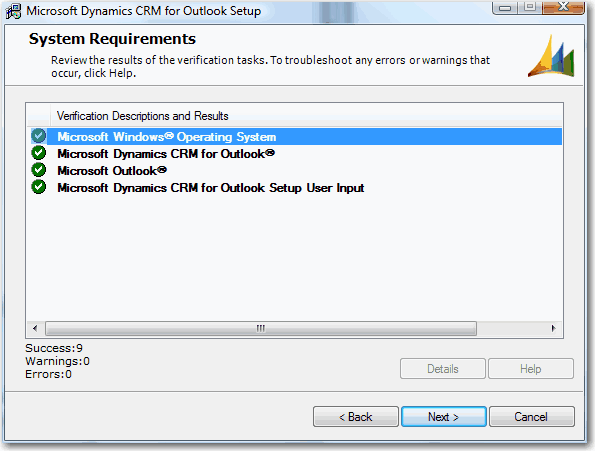 Microsoft Dynamics CRM for Outlook Setup
System Requirements
Review the results of the verification tasks. To troubleshoot any errors or warnings that
occur, click Help.
Verification Descriptions and Results
Microsoft Windows® Operating System
Microsoft Dynamics CRM for Outlook®
Microsoft Outlook®
Microsoft Dynamics CRM for Outlook Setup User Input
Success:9
Warnings:0
Errors:0
Details
Help
< Back
Next >
Cancel